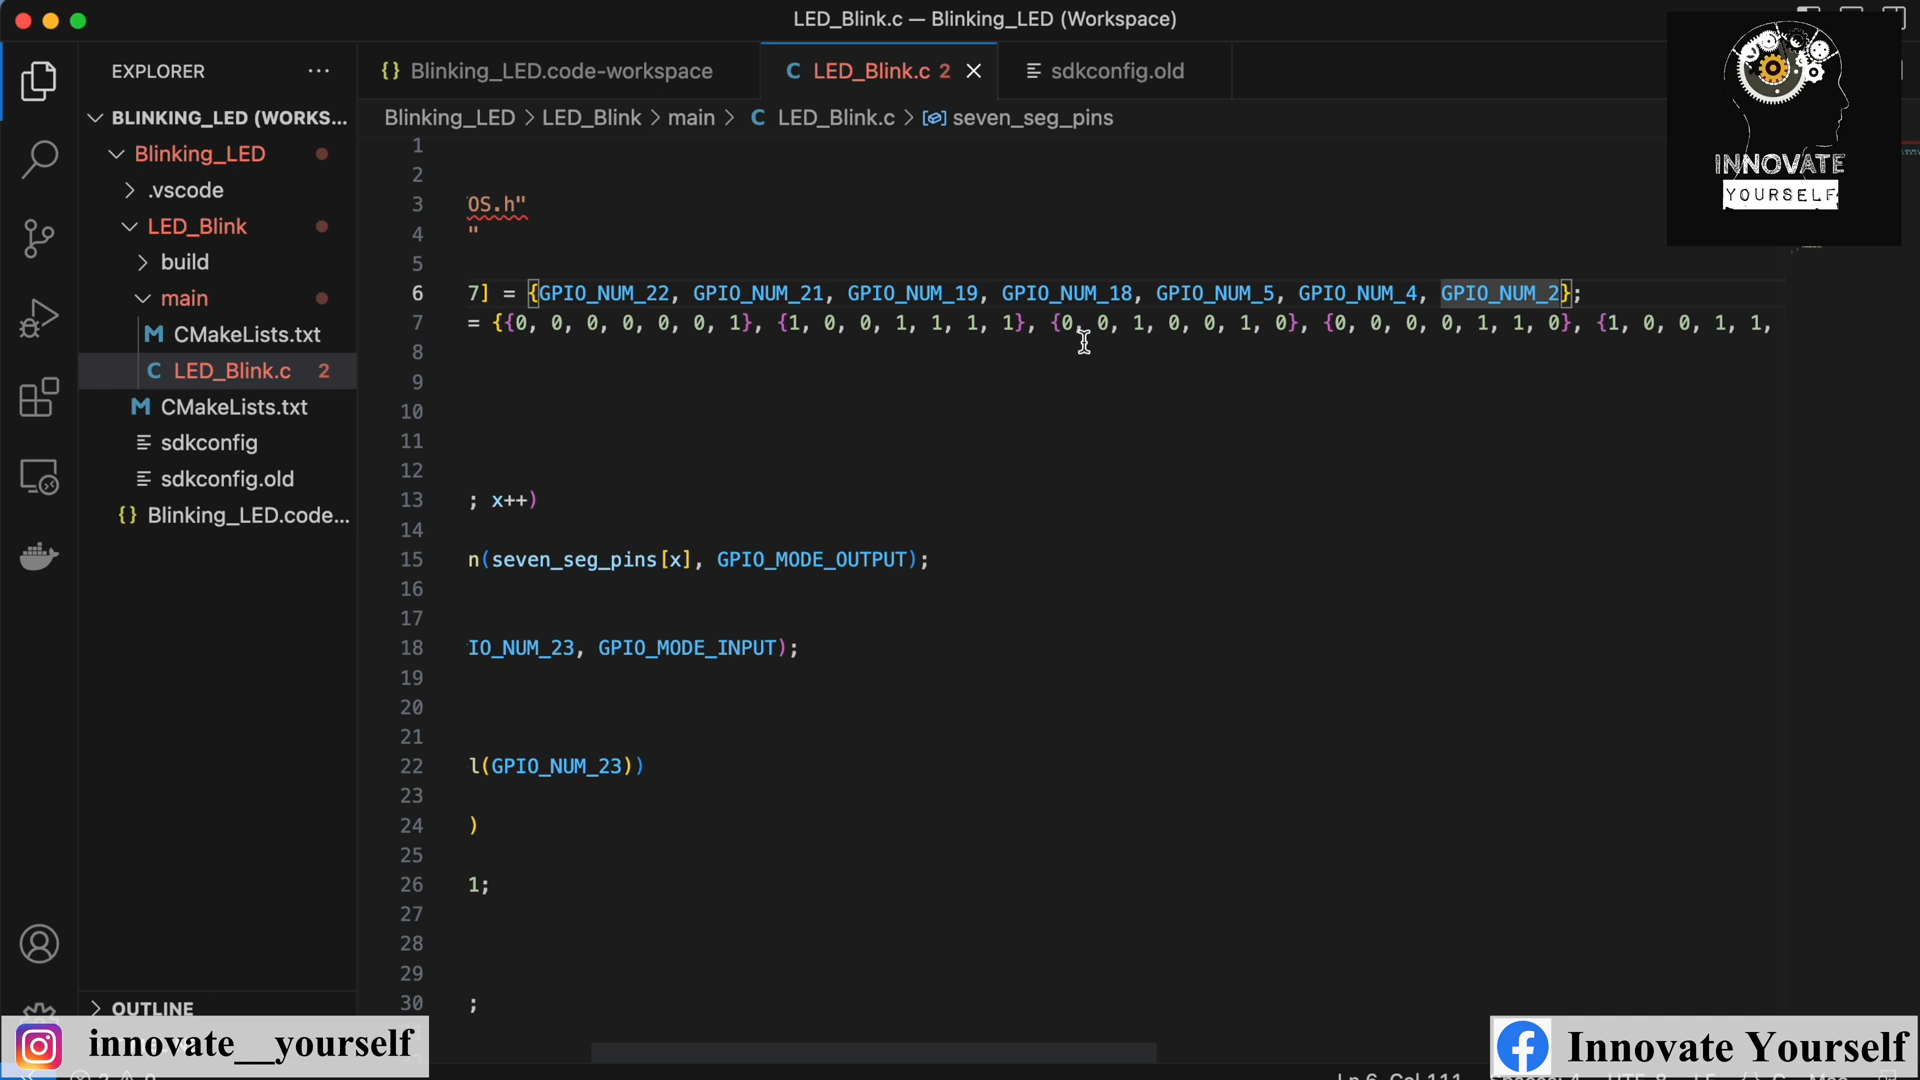 LED_Blink.c — Blinking_LED (Workspace)
EXPLORER
BLINKING_LED (WORKS...
Blinking_LED
.vscode
LED_Blink
build
main
CMakeLists.txt
LED_Blink.c 2
CMakeLists.txt
sdkconfig
sdkconfig.old
Blinking_LED.code...
OUTLINE
Blinking_LED.code-workspace
LED_Blink.c 2
sdkconfig.old
Blinking_LED > LED_Blink > main > C LED_Blink.c > seven_seg_pins
1
2
3 OS.h"
4 "
5
6 7] = {GPIO_NUM_22, GPIO_NUM_21, GPIO_NUM_19, GPIO_NUM_18, GPIO_NUM_5, GPIO_NUM_4, GPIO_NUM_2};
7 = {{0, 0, 0, 0, 0, 0, 1}, {1, 0, 0, 1, 1, 1, 1}, {0, 0, 1, 0, 0, 1, 0}, {0, 0, 0, 0, 1, 1, 0}, {1, 0, 0, 1, 1,
8
9
10
11
12
13 ; x++)
14
15 n(seven_seg_pins[x], GPIO_MODE_OUTPUT);
16
17
18 IO_NUM_23, GPIO_MODE_INPUT);
19
20
21
22 l(GPIO_NUM_23))
23
24 )
25
26 1;
27
28
29
30 ;
INNOVATE
YOURSELF
innovate__yourself
Innovate Yourself